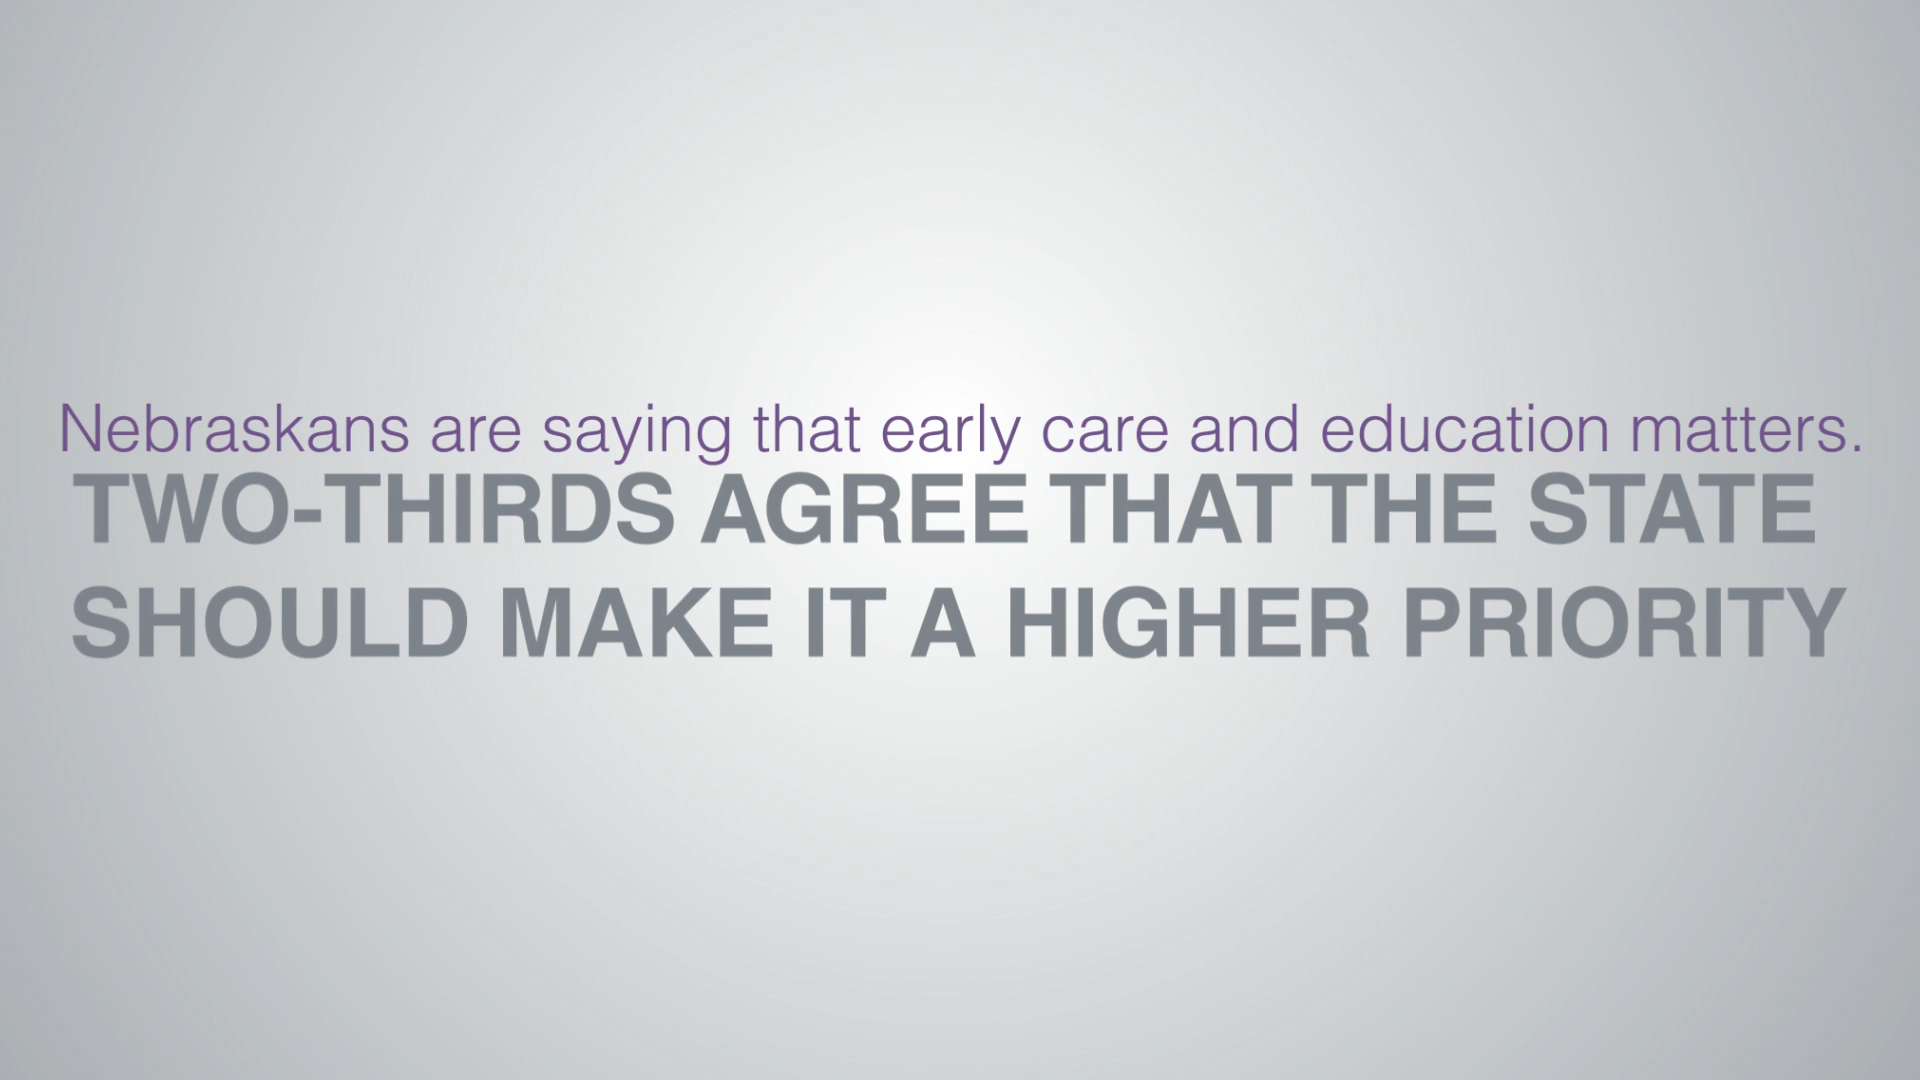 Nebraskans are saying that early care and education matters.
TWO-THIRDS AGREE THAT THE STATE
SHOULD MAKE IT A HIGHER PRIORITY